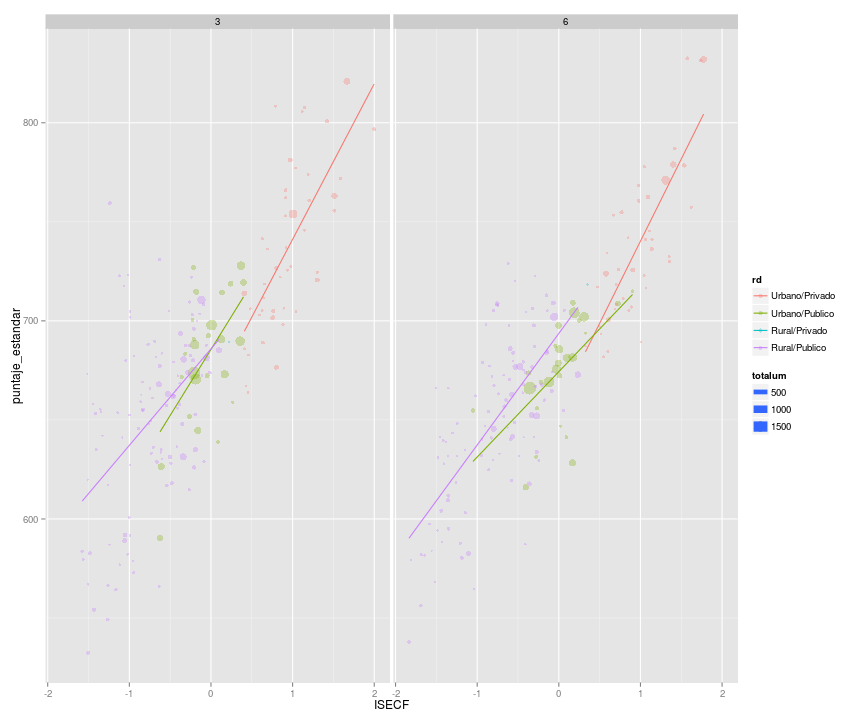 3
6
800
700
600
puntaje_estandar
-2
-1
0
1
2
-2
-1
0
1
2
ISECF
rd
Urbano/Privado
Urbano/Publico
Rural/Privado
Rural/Publico
totalum
500
1000
1500